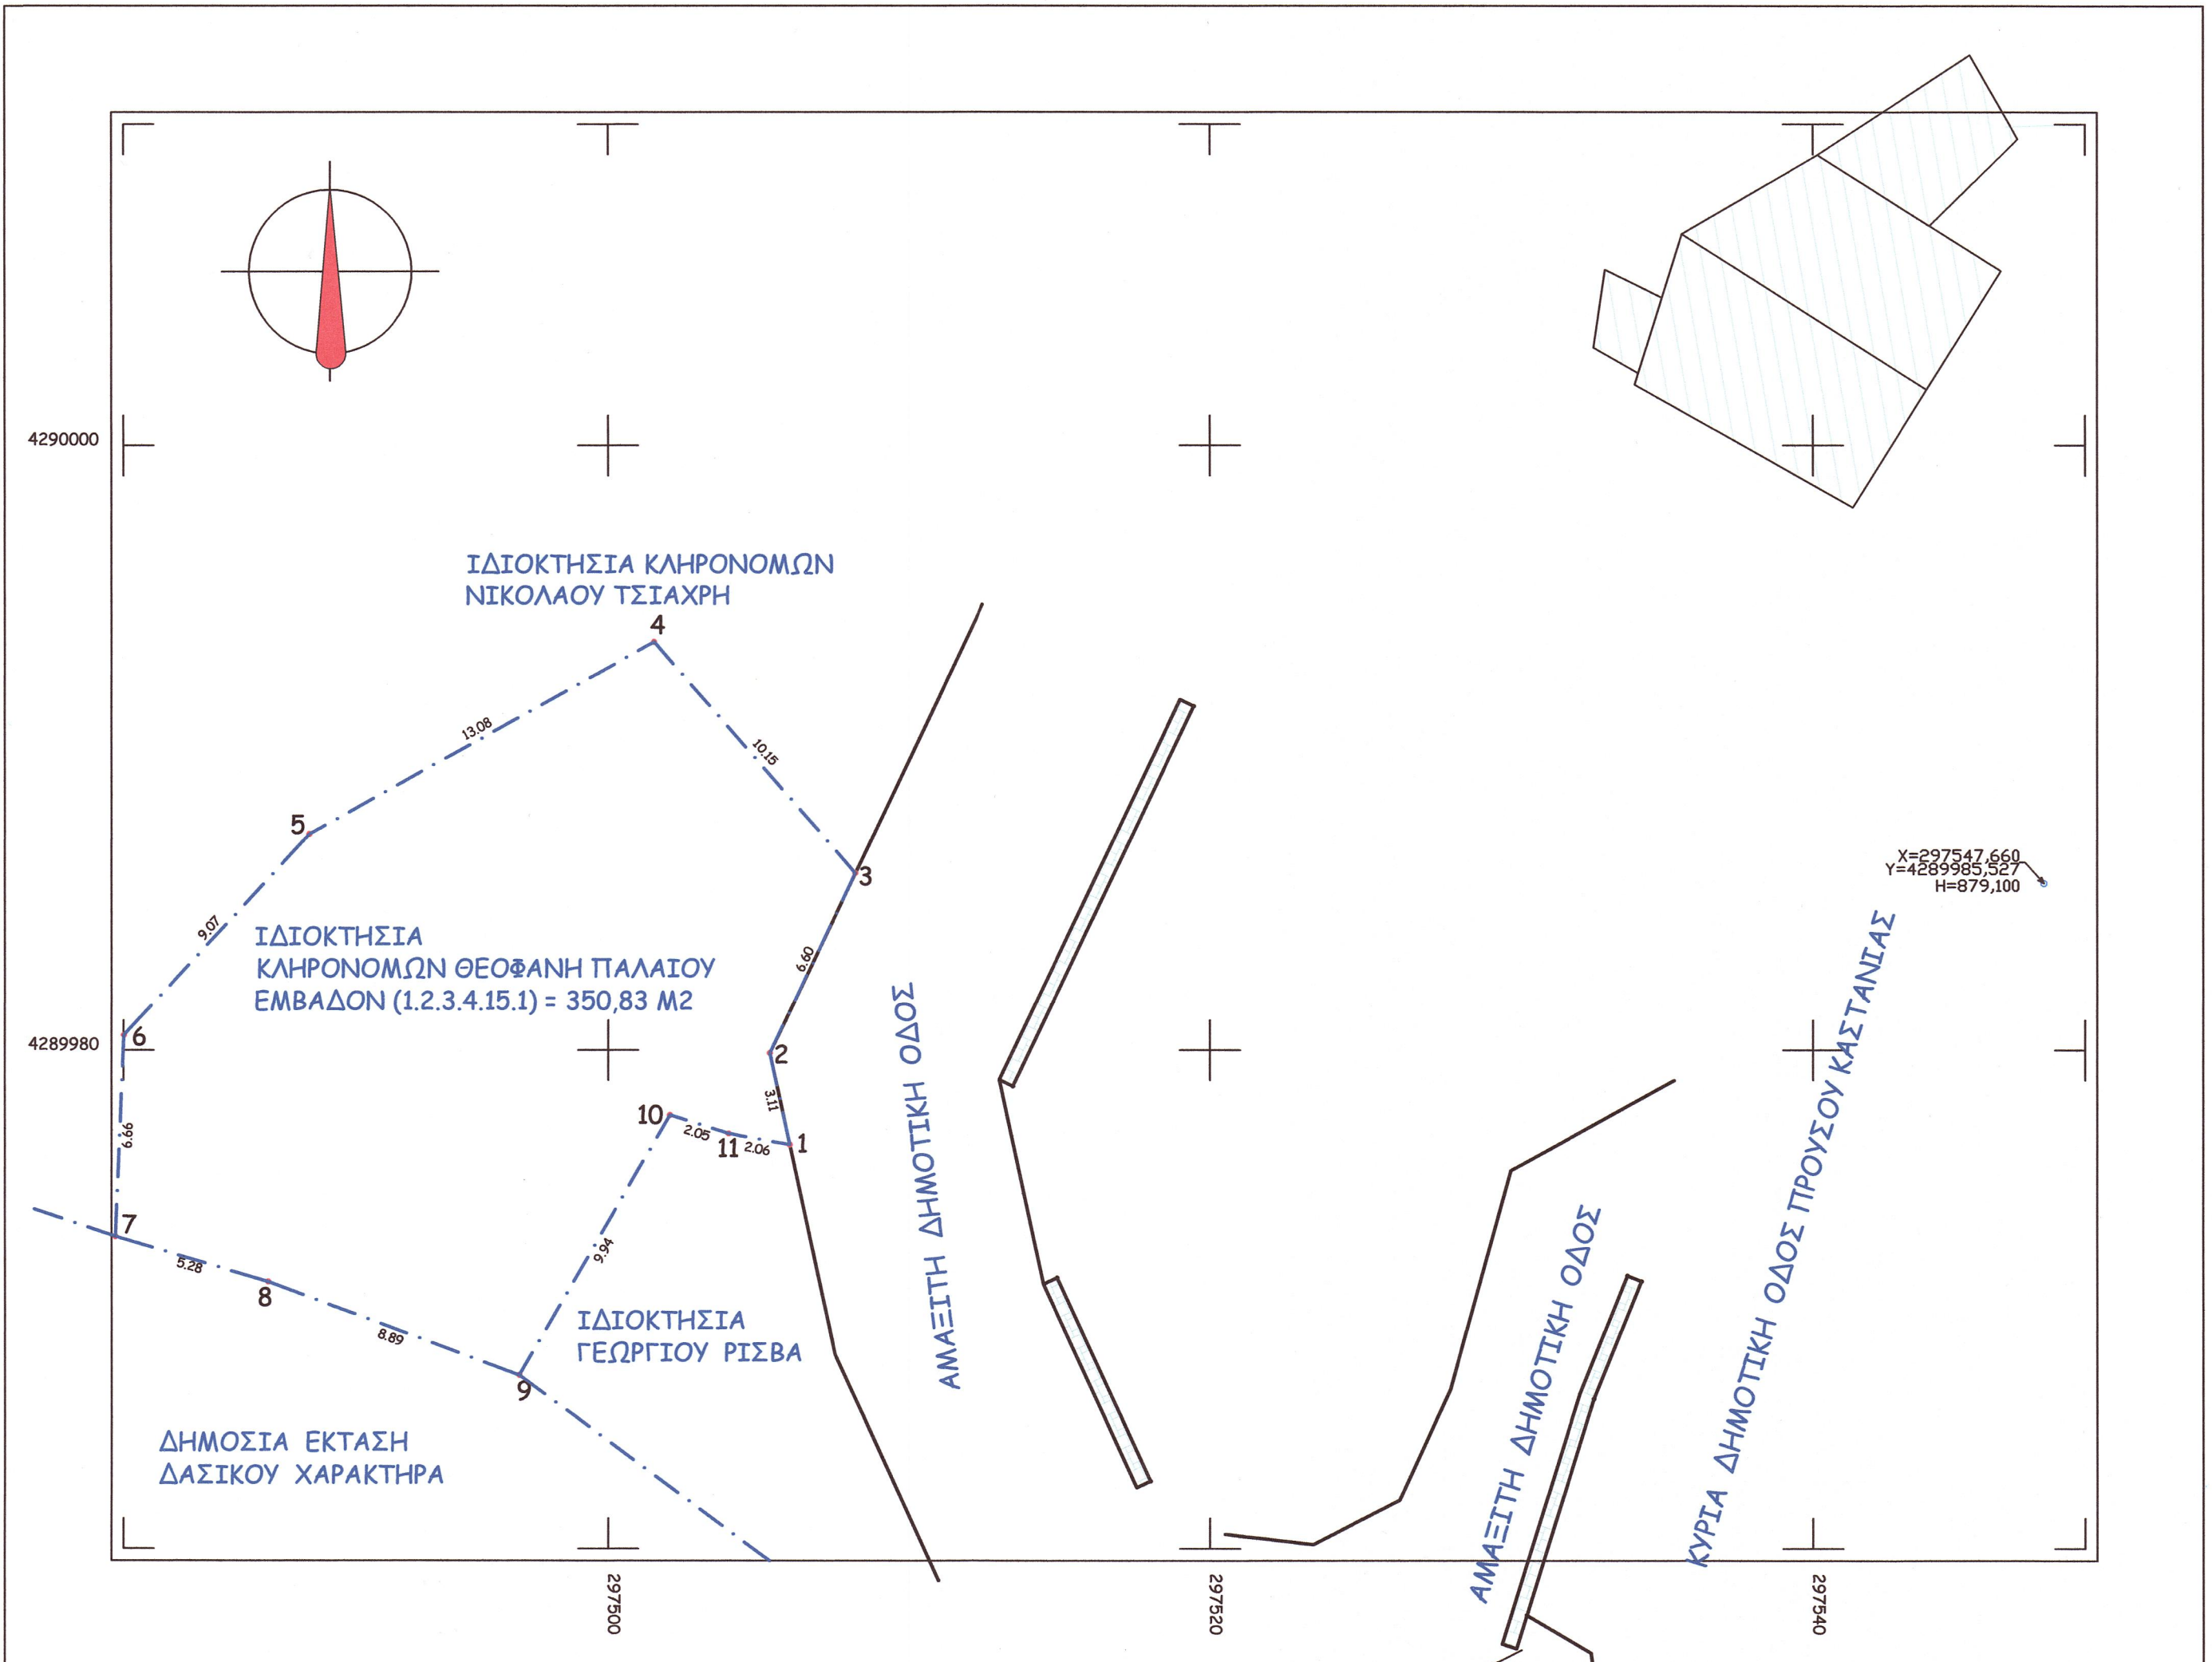 4290000
ΙΔΙΟΚΤΗΣΙΑ ΚΛΗΡΟΝΟΜΩΝ
ΝΙΚΟΛΑΟΥ ΤΣΙΑΧΡΗ
4
13.08
10.15
5
3
X=297547,660
Y=4289985,527
H=879,100
9.07
ΙΔΙΟΚΤΗΣΙΑ
ΚΛΗΡΟΝΟΜΩΝ ΘΕΟΦΑΝΗ ΠΑΛΑΙΟΥ
ΕΜΒΑΔΟΝ (1.2.3.4.15.1) = 350,83 Μ2
6.60
4289980
6
2
3.11
10
2.05
11
2.06
1
6.66
7
5.28
8
8.89
9.94
9
ΙΔΙΟΚΤΗΣΙΑ
ΓΕΩΡΓΙΟΥ ΡΙΣΒΑ
ΑΜΑΞΙΤΗ ΔΗΜΟΤΙΚΗ ΟΔΟΣ
ΑΜΑΞΙΤΗ ΔΗΜΟΤΙΚΗ ΟΔΟΣ
ΚΥΡΙΑ ΔΗΜΟΤΙΚΗ ΟΔΟΣ ΠΡΟΥΣΟΥ ΚΑΣΤΑΝΙΑΣ
ΔΗΜΟΣΙΑ ΕΚΤΑΣΗ
ΔΑΣΙΚΟΥ ΧΑΡΑΚΤΗΡΑ
297500
297520
297540